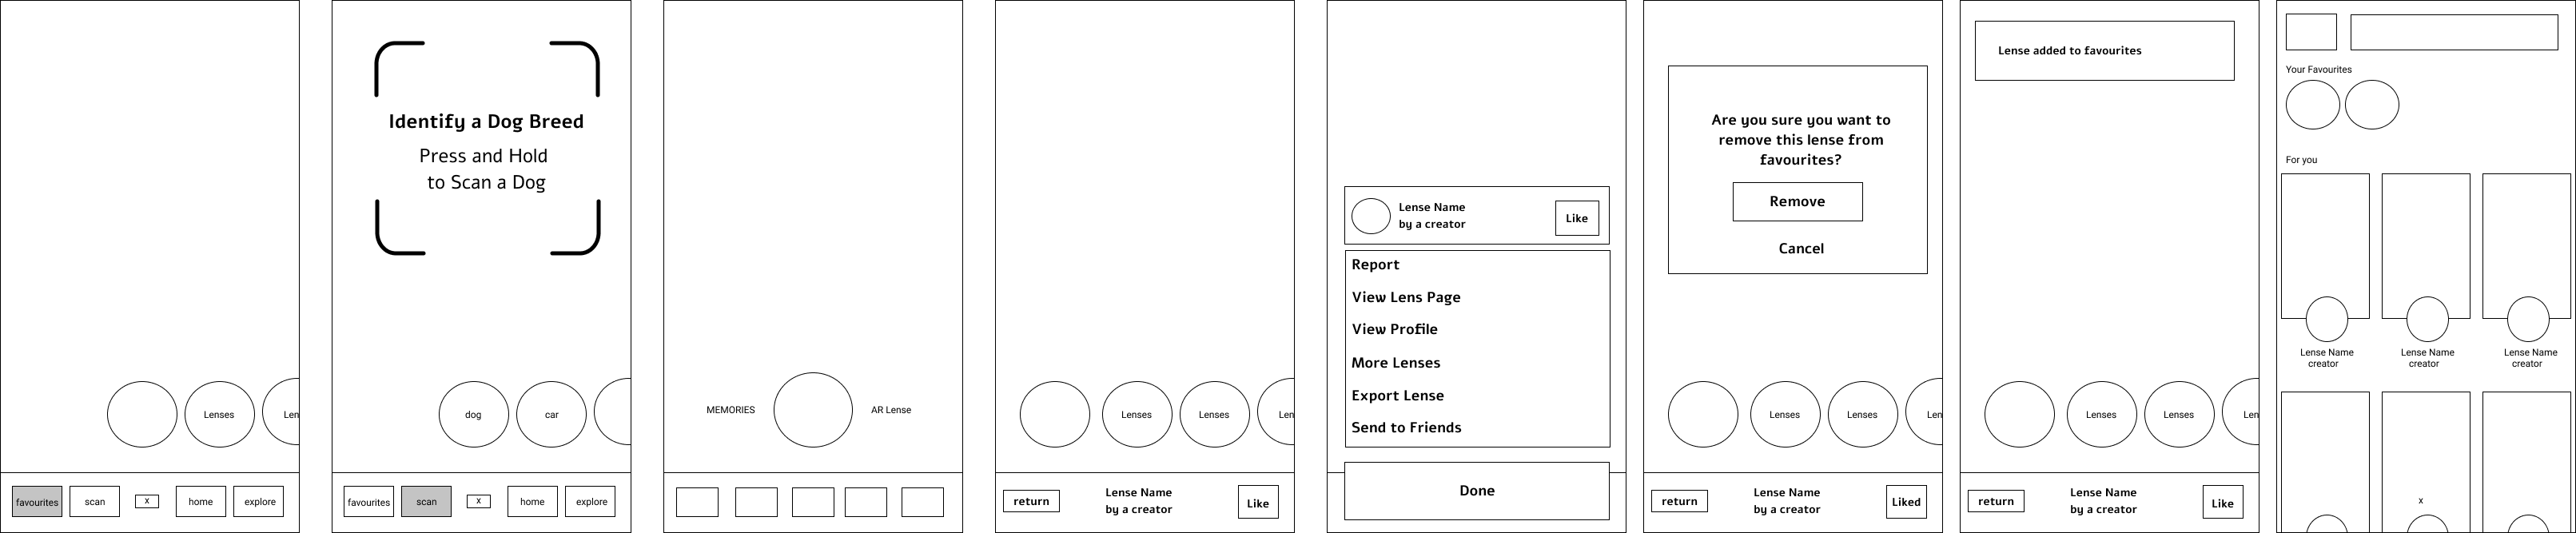 Lenses
Len
favourites
scan
x
home
explore
Identify a Dog Breed
Press and Hold
to Scan a Dog
dog
car
favourites
scan
x
home
explore
MEMORIES
AR Lense
Lenses
Lenses
Len
return
Lense Name
by a creator
Like
Lense Name
by a creator
Like
Report
View Lens Page
View Profile
More Lenses
Export Lense
Send to Friends
Done
Are you sure you want to
remove this lense from
favourites?
Remove
Cancel
Lenses
Lenses
Len
return
Lense Name
by a creator
Liked
Lense added to favourites
Lenses
Lenses
Len
return
Lense Name
by a creator
Like
Your Favourites
For you
Lense Name
creator
Lense Name
creator
Lense Name
creator
x